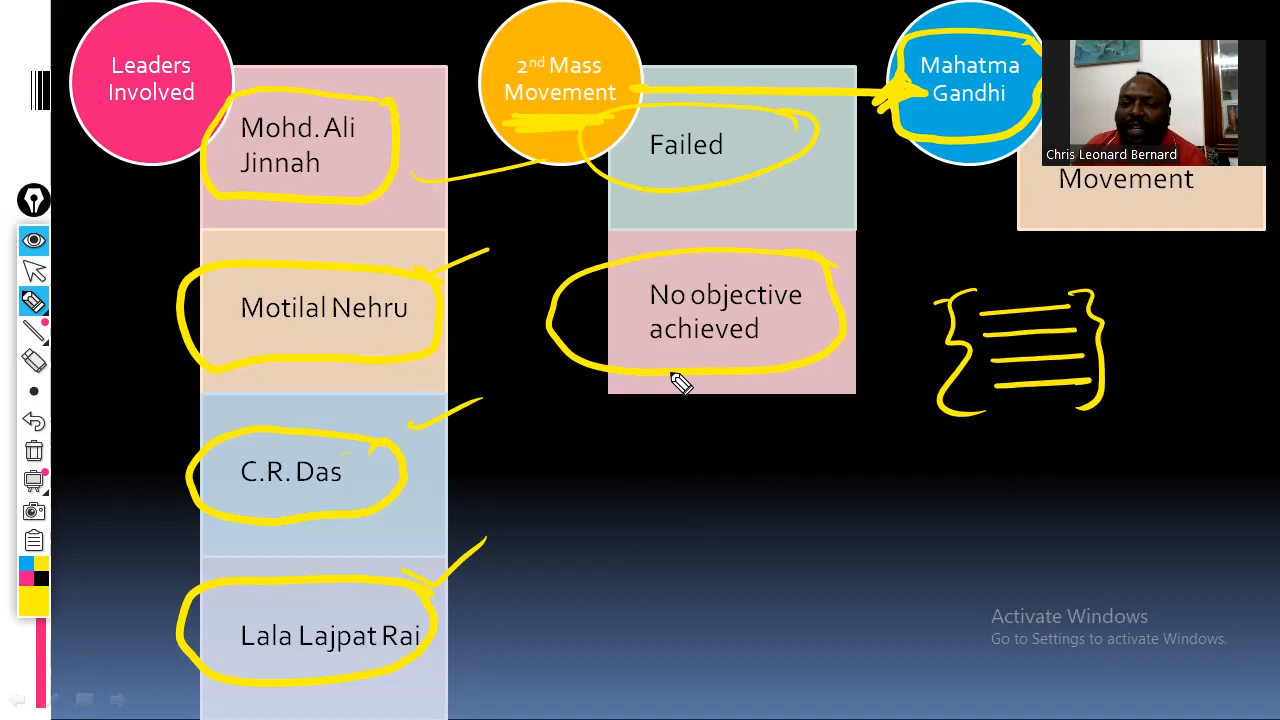 Leaders
Involved
Mohd. Ali
Jinnah
Motilal Nehru
C.R. Das
Lala Lajpat Rai
2nd Mass
Movement
Failed
No objective
achieved
Mahatma
Gandhi
Movement
Chris Leonard Bernard
Activate Windows
Go to Settings to activate Windows.